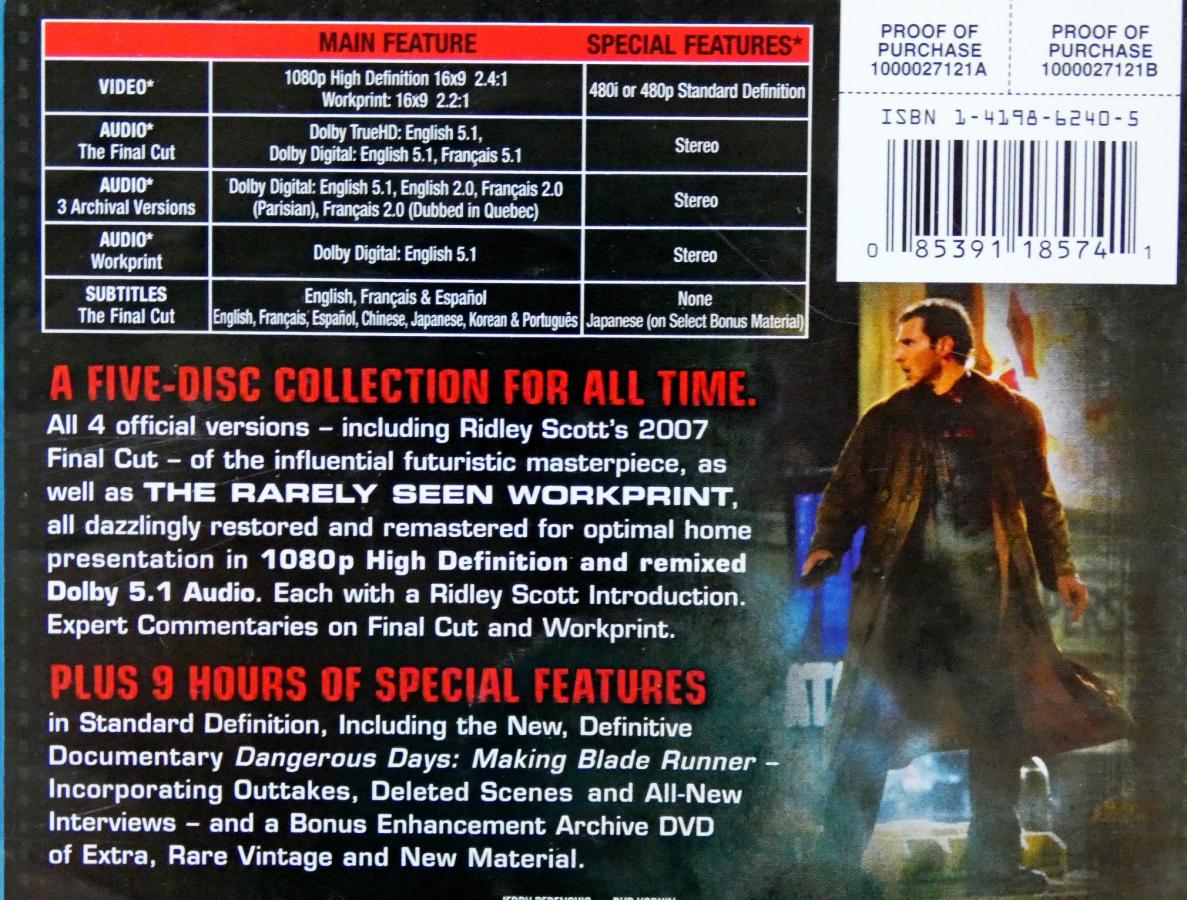 MAIN FEATURE SPECIAL FEATURES*
VIDEO* 1080p High Definition 16x9 2.4:1
Workprint: 16x9 2.2:1 480i or 480p Standard Definition
AUDIO*
The Final Cut Dolby TrueHD: English 5.1,
Dolby Digital: English 5.1, Français 5.1 Stereo
AUDIO*
3 Archival Versions Dolby Digital: English 5.1, English 2.0, Français 2.0
(Parisian), Français 2.0 (Dubbed in Quebec) Stereo
AUDIO*
Workprint Dolby Digital: English 5.1 Stereo
SUBTITLES English, Français & Español None
The Final Cut English, Français, Español, Chinese, Japanese, Korean & Português Japanese (on Select Bonus Material)
PROOF OF
PURCHASE
1000027121A
PROOF OF
PURCHASE
1000027121B
ISBN 1-4198-6240-5
0 85391 18574 1
A FIVE-DISC COLLECTION FOR ALL TIME.
All 4 official versions – including Ridley Scott's 2007
Final Cut – of the influential futuristic masterpiece, as
well as THE RARELY SEEN WORKPRINT,
all dazzlingly restored and remastered for optimal home
presentation in 1080p High Definition and remixed
Dolby 5.1 Audio. Each with a Ridley Scott Introduction.
Expert Commentaries on Final Cut and Workprint.
PLUS 9 HOURS OF SPECIAL FEATURES
in Standard Definition, Including the New, Definitive
Documentary Dangerous Days: Making Blade Runner –
Incorporating Outtakes, Deleted Scenes and All-New
Interviews – and a Bonus Enhancement Archive DVD
of Extra, Rare Vintage and New Material.